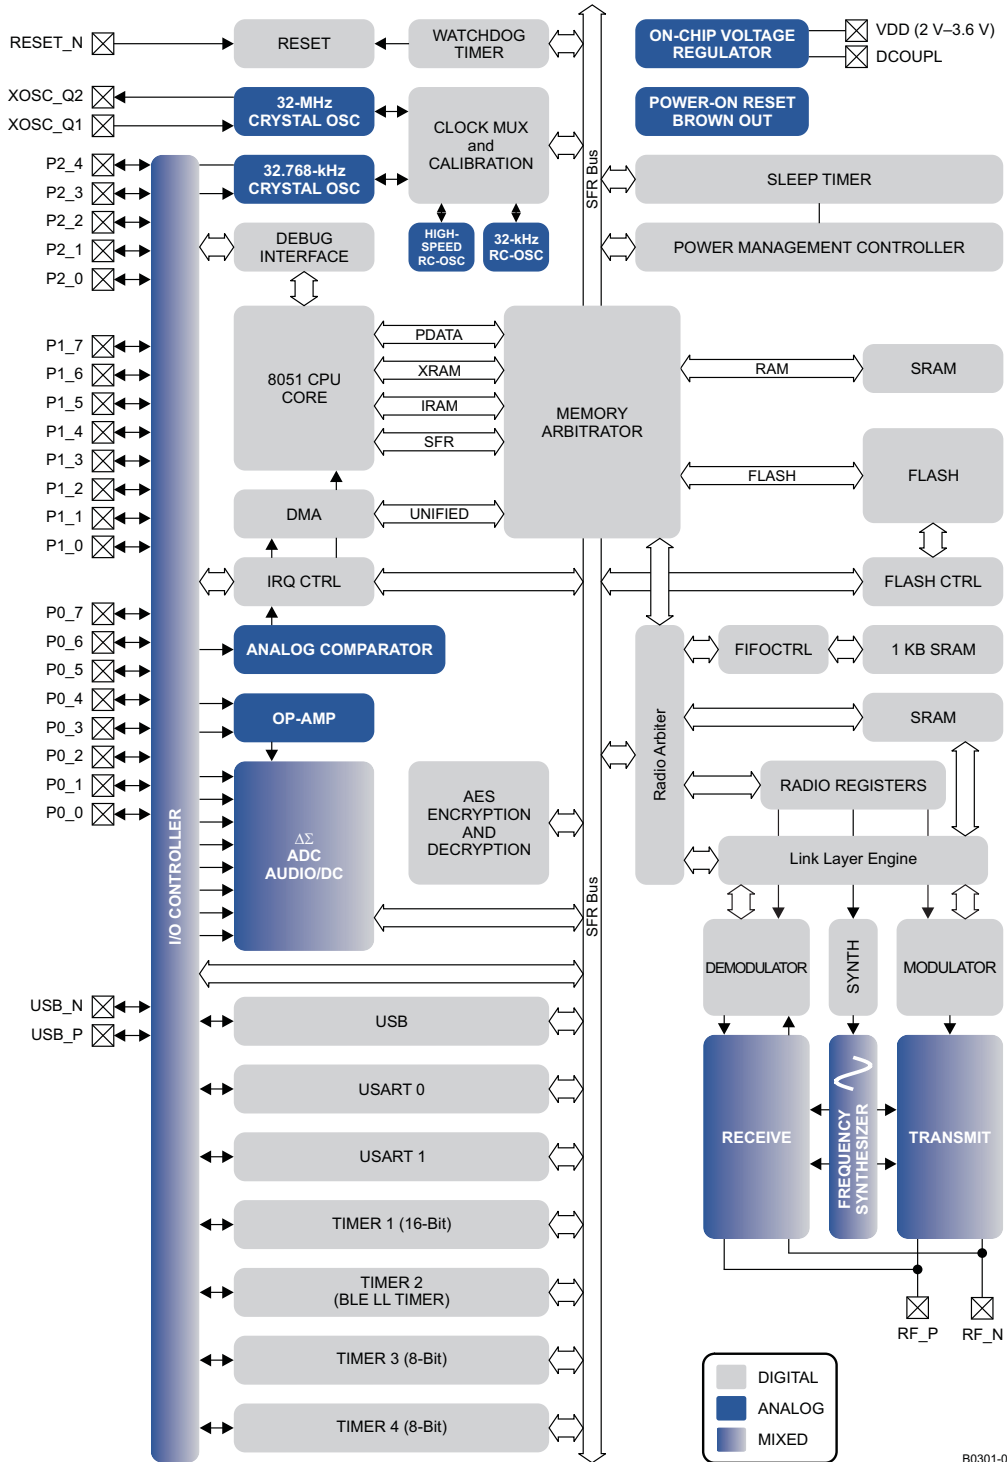 RESET_N
RESET
WATCHDOG
TIMER
ON-CHIP VOLTAGE
REGULATOR
VDD (2 V–3.6 V)
DCOUPL
XOSC_Q2
XOSC_Q1
32-MHz
CRYSTAL OSC
CLOCK MUX
and
CALIBRATION
POWER-ON RESET
BROWN OUT
SFR Bus
P2_4
P2_3
P2_2
P2_1
P2_0
32.768-kHz
CRYSTAL OSC
SLEEP TIMER
HIGH-
SPEED
RC-OSC
32-kHz
RC-OSC
DEBUG
INTERFACE
POWER MANAGEMENT CONTROLLER
P1_7
P1_6
P1_5
P1_4
P1_3
P1_2
P1_1
P1_0
8051 CPU
CORE
PDATA
XRAM
IRAM
SFR
MEMORY
ARBITRATOR
RAM
SRAM
FLASH
FLASH
DMA
UNIFIED
IRQ CTRL
FLASH CTRL
P0_7
P0_6
P0_5
P0_4
P0_3
P0_2
P0_1
P0_0
ANALOG COMPARATOR
FIFOCTRL
1 KB SRAM
OP-AMP
SRAM
Radio Arbiter
I/O CONTROLLER
ΔΣ
ADC
AUDIO/DC
AES
ENCRYPTION
AND
DECRYPTION
RADIO REGISTERS
Link Layer Engine
SFR Bus
DEMODULATOR
SYNTH
MODULATOR
USB_N
USB_P
USB
USART 0
USART 1
RECEIVE
FREQUENCY
SYNTHESIZER
TRANSMIT
TIMER 1 (16-Bit)
TIMER 2
(BLE LL TIMER)
RF_P
RF_N
TIMER 3 (8-Bit)
TIMER 4 (8-Bit)
DIGITAL
ANALOG
MIXED